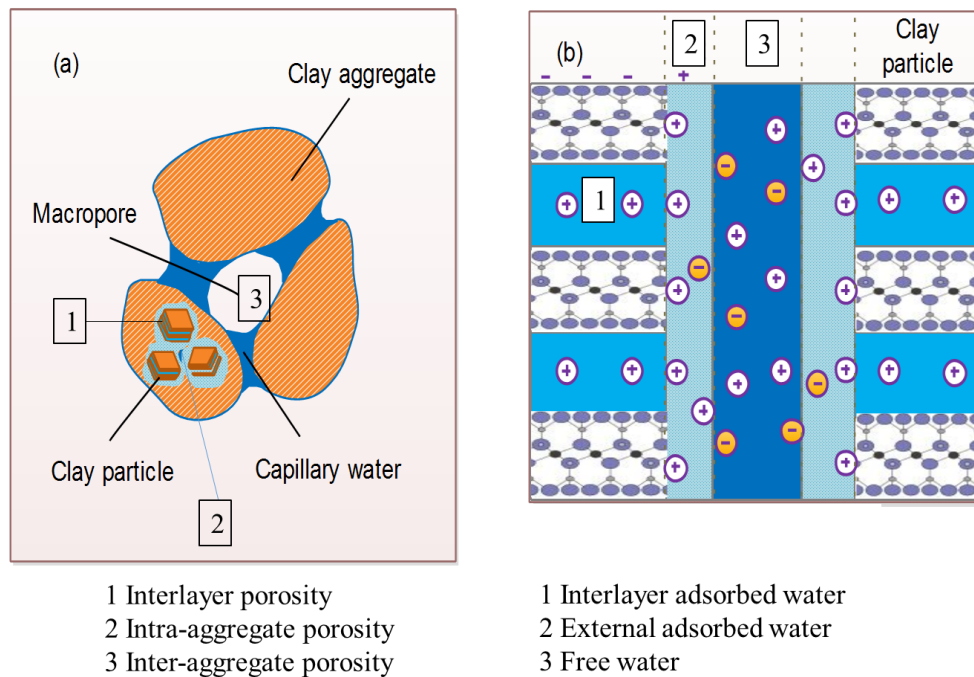 (a)
Clay aggregate
Macropore
3
1
Clay particle
Capillary water
2
1 Interlayer porosity
2 Intra-aggregate porosity
3 Inter-aggregate porosity
(b)
2
3
Clay
particle
- - - +
1
+ + + + + + + + + + + + + + + + + + + + + + + + + +
- - - - - - -
1 Interlayer adsorbed water
2 External adsorbed water
3 Free water